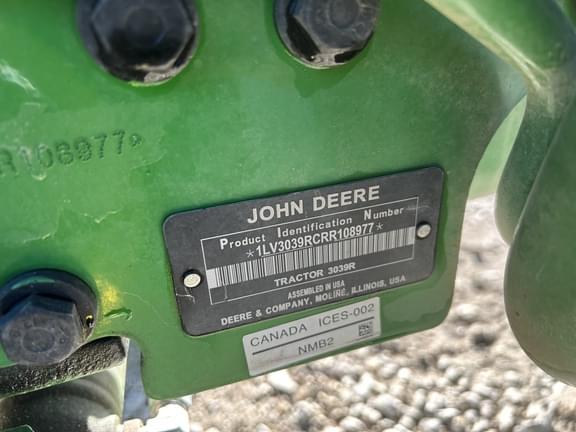 R108977*
JOHN DEERE
Product Identification Number
*1LV3039RCRR108977*
TRACTOR 3039R
ASSEMBLED IN USA
DEERE & COMPANY, MOLINE, ILLINOIS, USA
CANADA ICES-002
NMB2